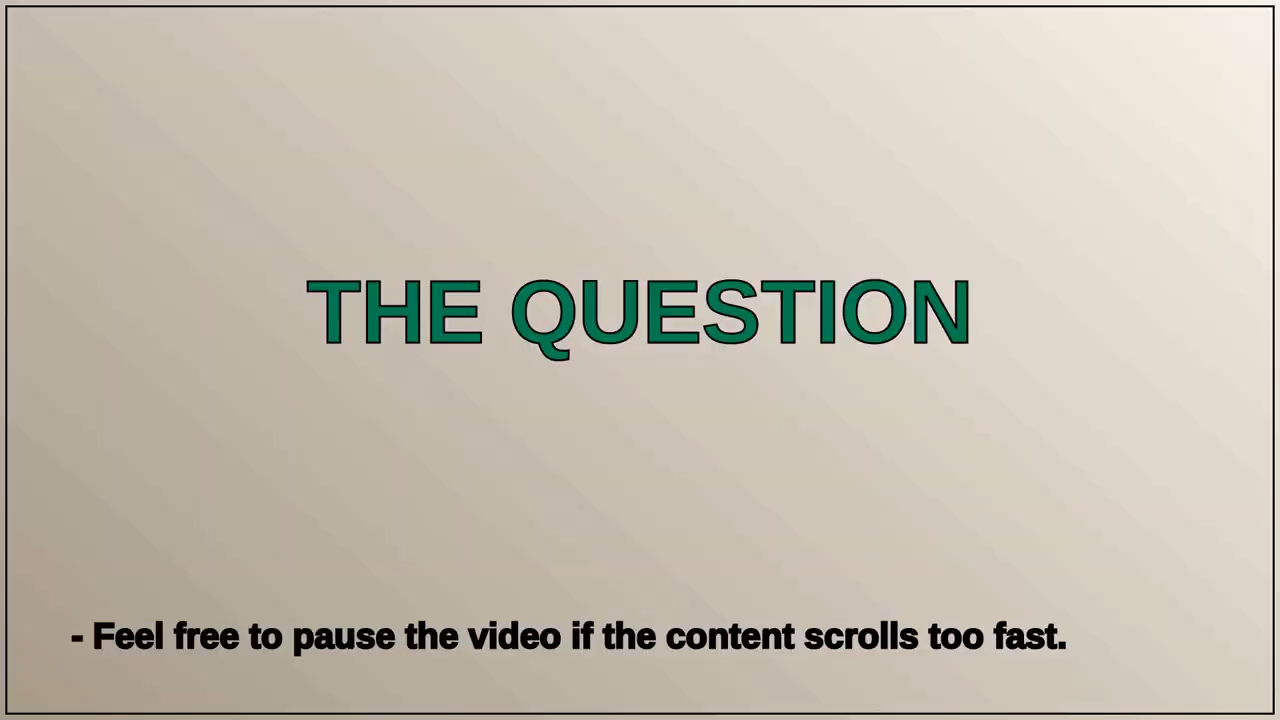 THE QUESTION
- Feel free to pause the video if the content scrolls too fast.